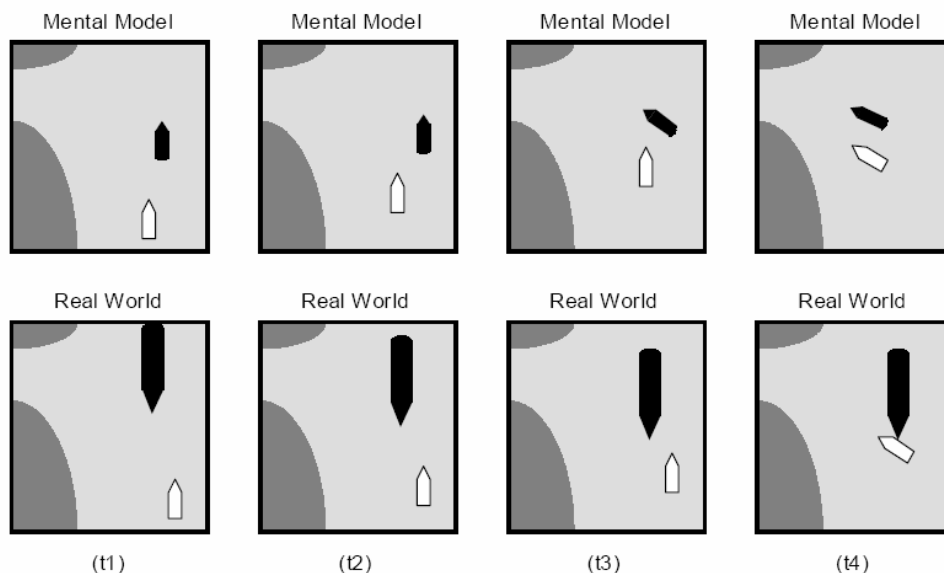 Mental Model Mental Model Mental Model Mental Model
Real World Real World Real World Real World
(t1) (t2) (t3) (t4)